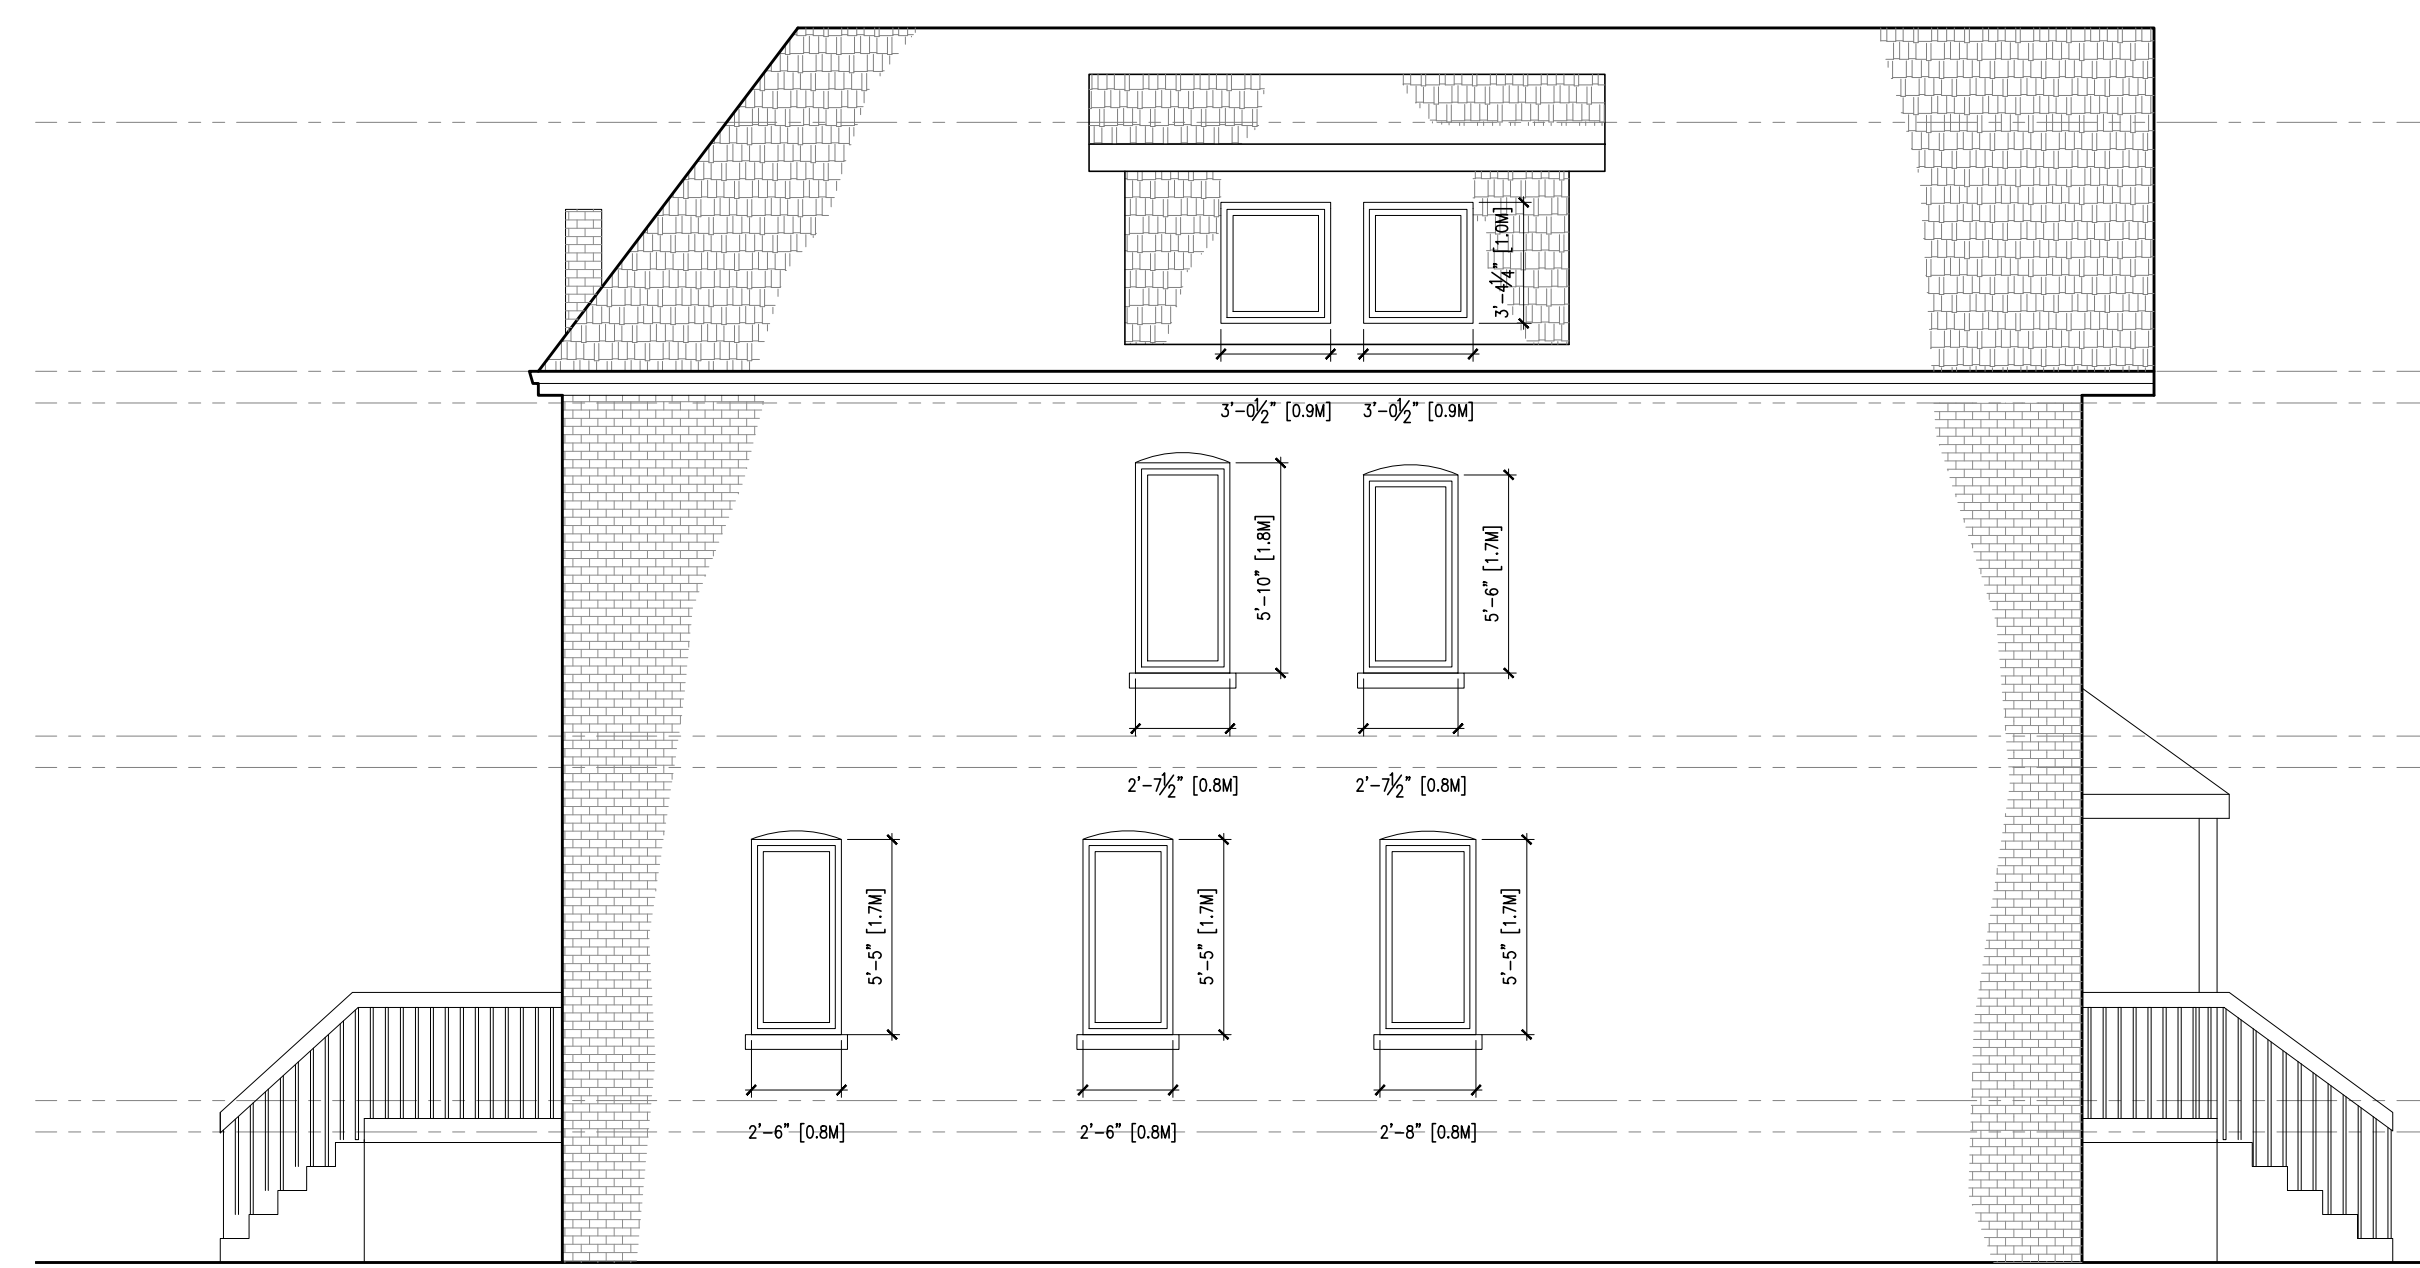 3'-4¼" [1.0M]
3'-0½" [0.9M] 3'-0½" [0.9M]
5'-10" [1.8M]
5'-6" [1.7M]
2'-7½" [0.8M] 2'-7½" [0.8M]
5'-5" [1.7M]
5'-5" [1.7M]
5'-5" [1.7M]
2'-6" [0.8M] 2'-6" [0.8M] 2'-8" [0.8M]